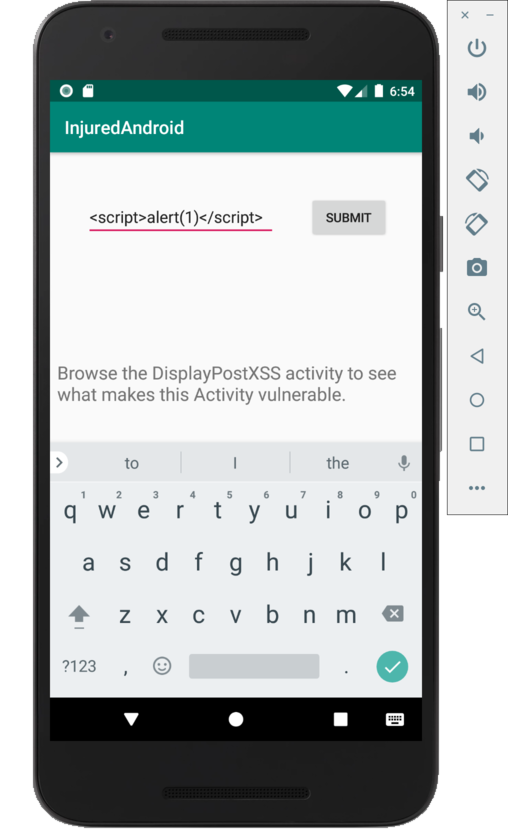 6:54
InjuredAndroid
<script>alert(1)</script>
SUBMIT
Browse the DisplayPostXSS activity to see
what makes this Activity vulnerable.
to I the
1 2 3 4 5 6 7 8 9 0
q w e r t y u i o p
a s d f g h j k l
z x c v b n m
?123 , .